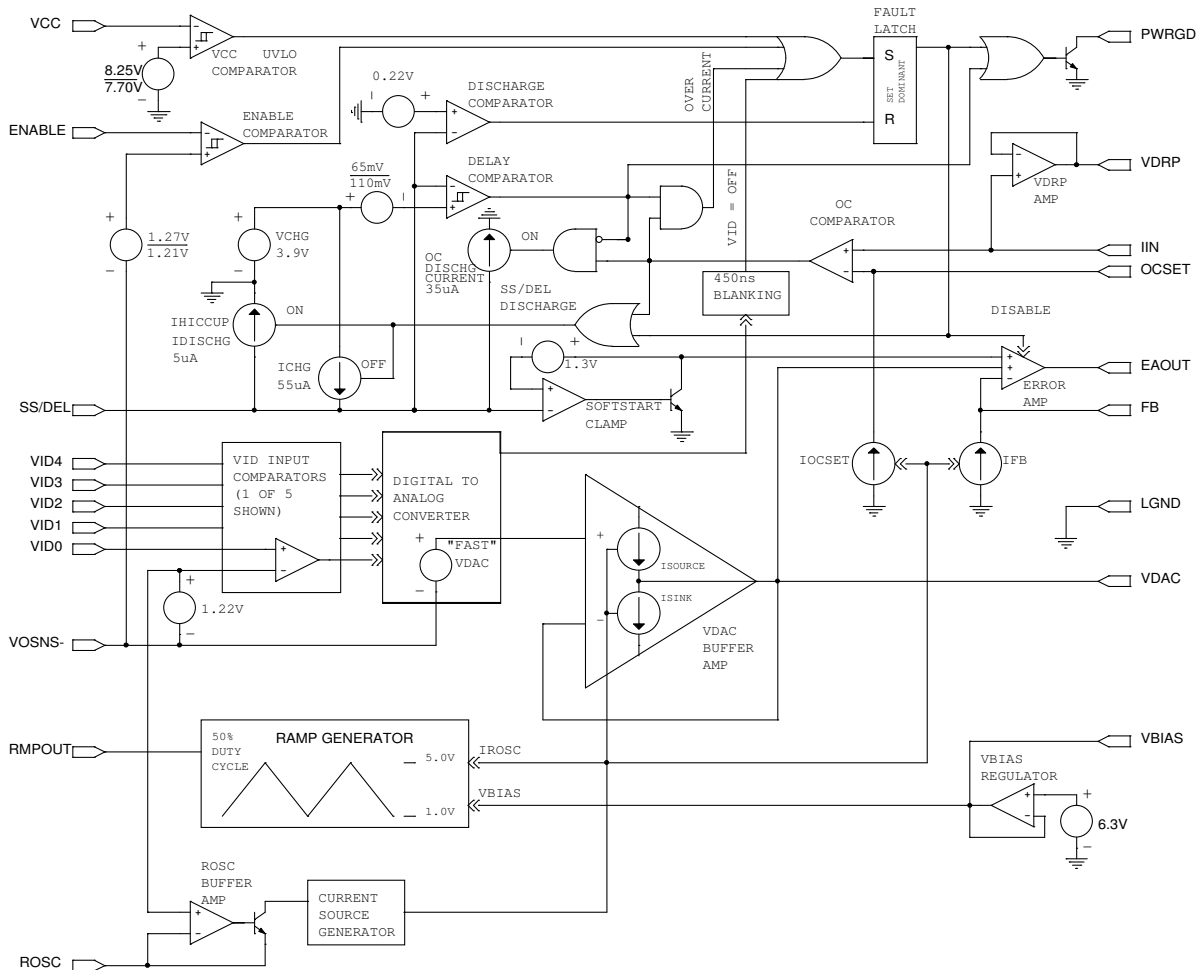 VCC
ENABLE
SS/DEL
VID4
VID3
VID2
VID1
VID0
VOSNS-
RMPOUT
ROSC
PWRGD
VDRP
IIN
OCSET
EAOUT
FB
LGND
VDAC
VBIAS
-
+
VCC UVLO
COMPARATOR
+
8.25V
7.70V
-
-
+
ENABLE
COMPARATOR
+
1.27V
1.21V
-
0.22V
-
+
DISCHARGE
COMPARATOR
+
-
65mV
110mV
+
-
DELAY
COMPARATOR
-
+
+
VCHG
3.9V
-
IHICCUP
IDISCHG
5uA
ON
ICHG
55uA
OFF
OC
DISCHG
CURRENT
35uA
ON
SS/DEL
DISCHARGE
OVER
CURRENT
VID = OFF
450ns
BLANKING
FAULT
LATCH
S
SET
DOMINANT
R
OC
COMPARATOR
+
-
-
+
VDRP
AMP
DISABLE
-
+
1.3V
+
-
SOFTSTART
CLAMP
+
+
-
ERROR
AMP
IOCSET
IFB
VID INPUT
COMPARATORS
(1 OF 5
SHOWN)
+
-
DIGITAL TO
ANALOG
CONVERTER
+
"FAST"
VDAC
-
+
1.22V
-
+
-
ISOURCE
ISINK
VDAC
BUFFER
AMP
50%
DUTY
CYCLE
RAMP GENERATOR
5.0V
1.0V
IROSC
VBIAS
VBIAS
REGULATOR
+
-
+
6.3V
-
ROSC
BUFFER
AMP
+
-
CURRENT
SOURCE
GENERATOR